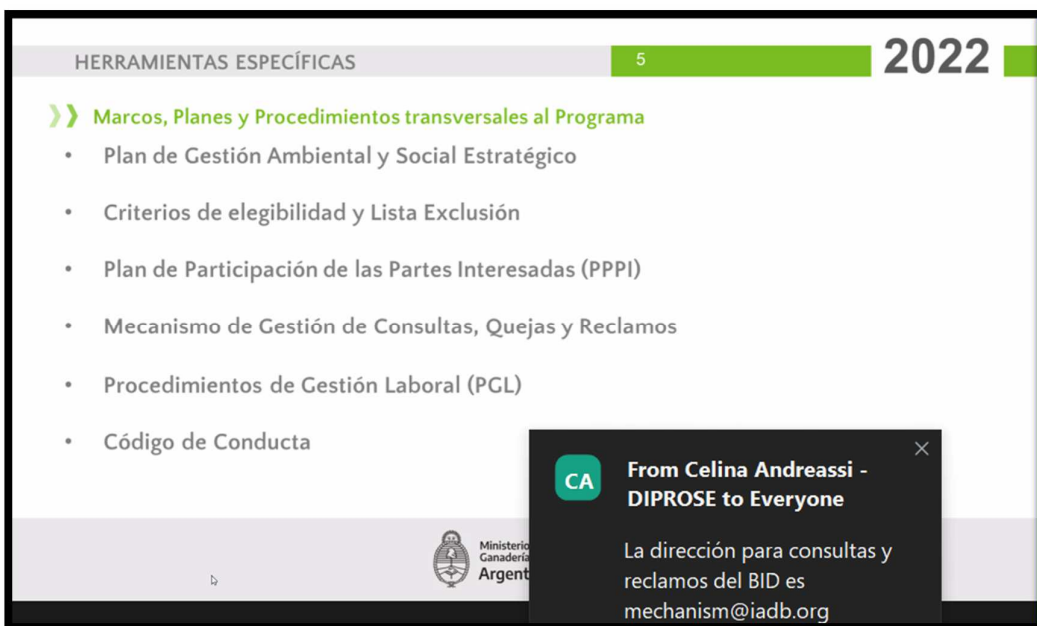 HERRAMIENTAS ESPECÍFICAS
5
2022
Marcos, Planes y Procedimientos transversales al Programa
• Plan de Gestión Ambiental y Social Estratégico
• Criterios de elegibilidad y Lista Exclusión
• Plan de Participación de las Partes Interesadas (PPPI)
• Mecanismo de Gestión de Consultas, Quejas y Reclamos
• Procedimientos de Gestión Laboral (PGL)
• Código de Conducta
CA
From Celina Andreassi -
DIPROSE to Everyone
La dirección para consultas y
reclamos del BID es
mechanism@iadb.org
Ministerio
Ganadería
Argent